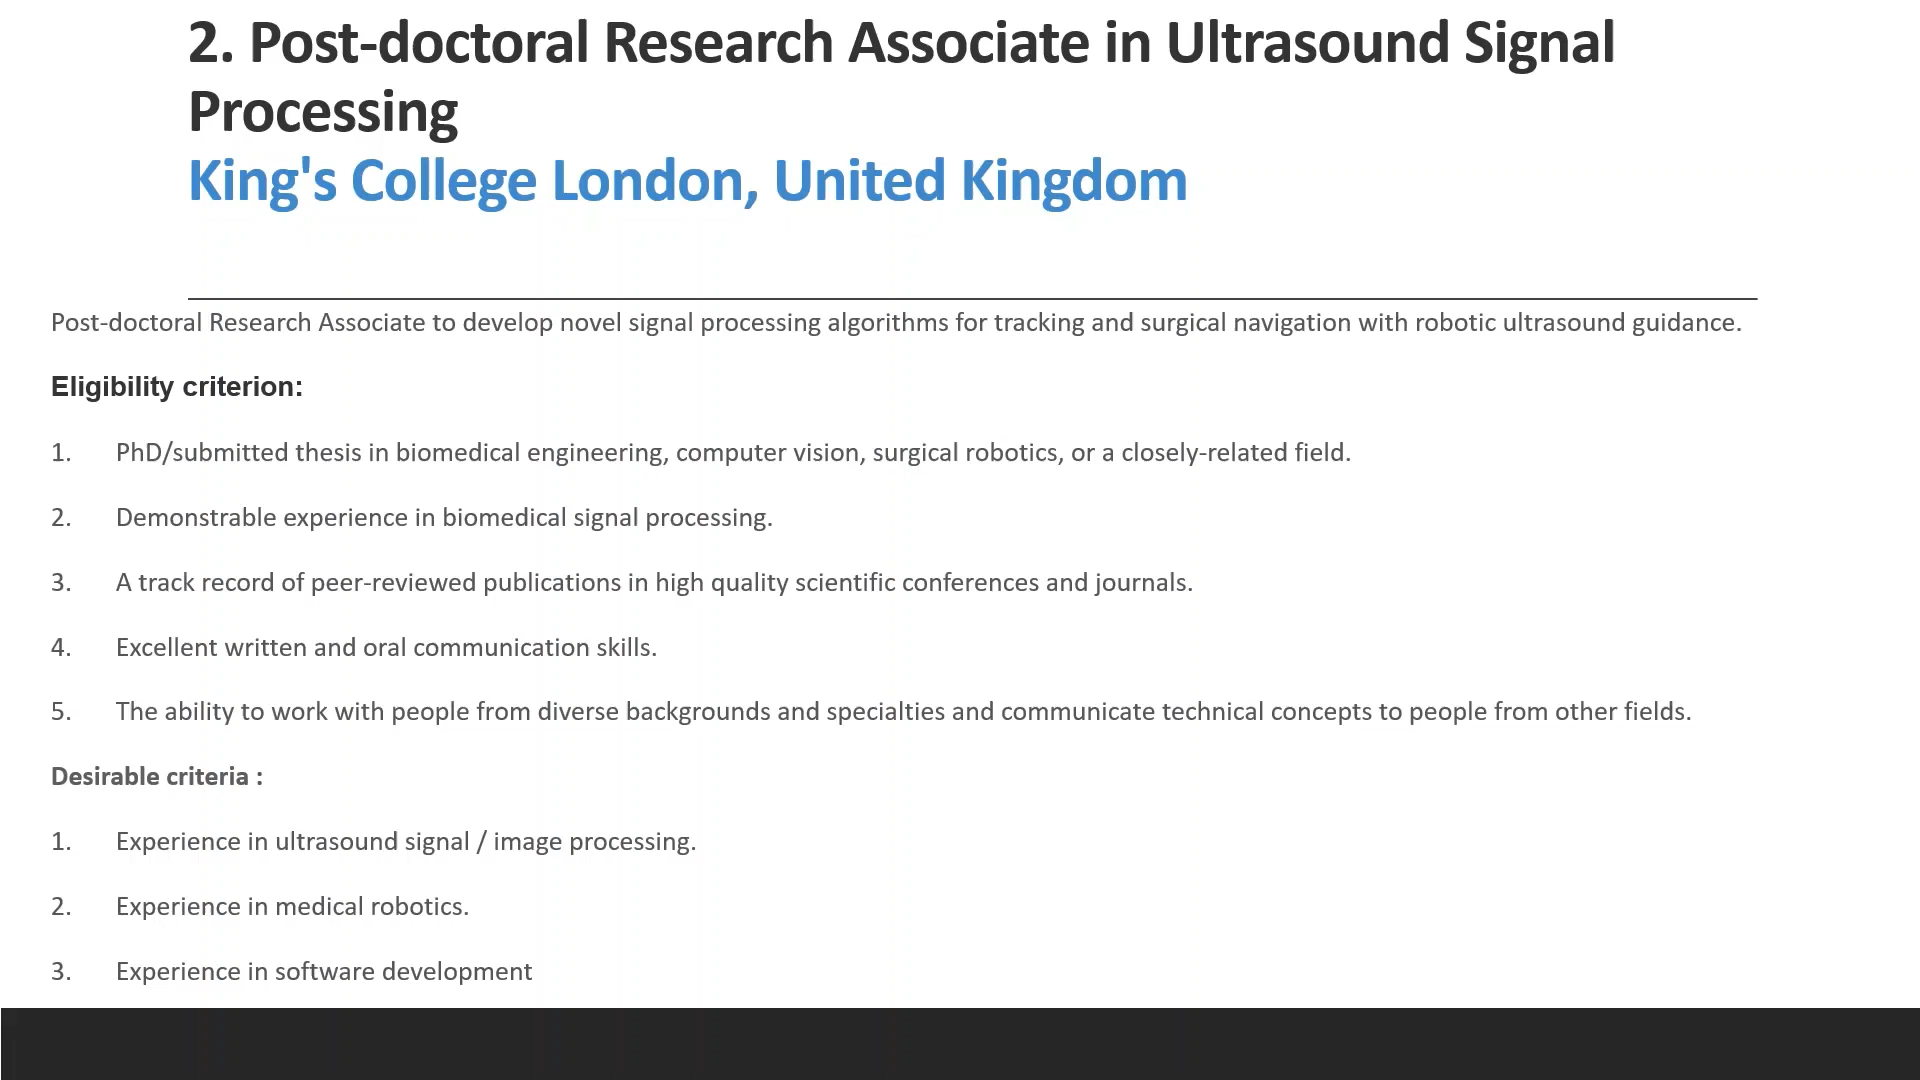 2. Post-doctoral Research Associate in Ultrasound Signal
Processing
King's College London, United Kingdom
Post-doctoral Research Associate to develop novel signal processing algorithms for tracking and surgical navigation with robotic ultrasound guidance.
Eligibility criterion:
1. PhD/submitted thesis in biomedical engineering, computer vision, surgical robotics, or a closely-related field.
2. Demonstrable experience in biomedical signal processing.
3. A track record of peer-reviewed publications in high quality scientific conferences and journals.
4. Excellent written and oral communication skills.
5. The ability to work with people from diverse backgrounds and specialties and communicate technical concepts to people from other fields.
Desirable criteria :
1. Experience in ultrasound signal / image processing.
2. Experience in medical robotics.
3. Experience in software development